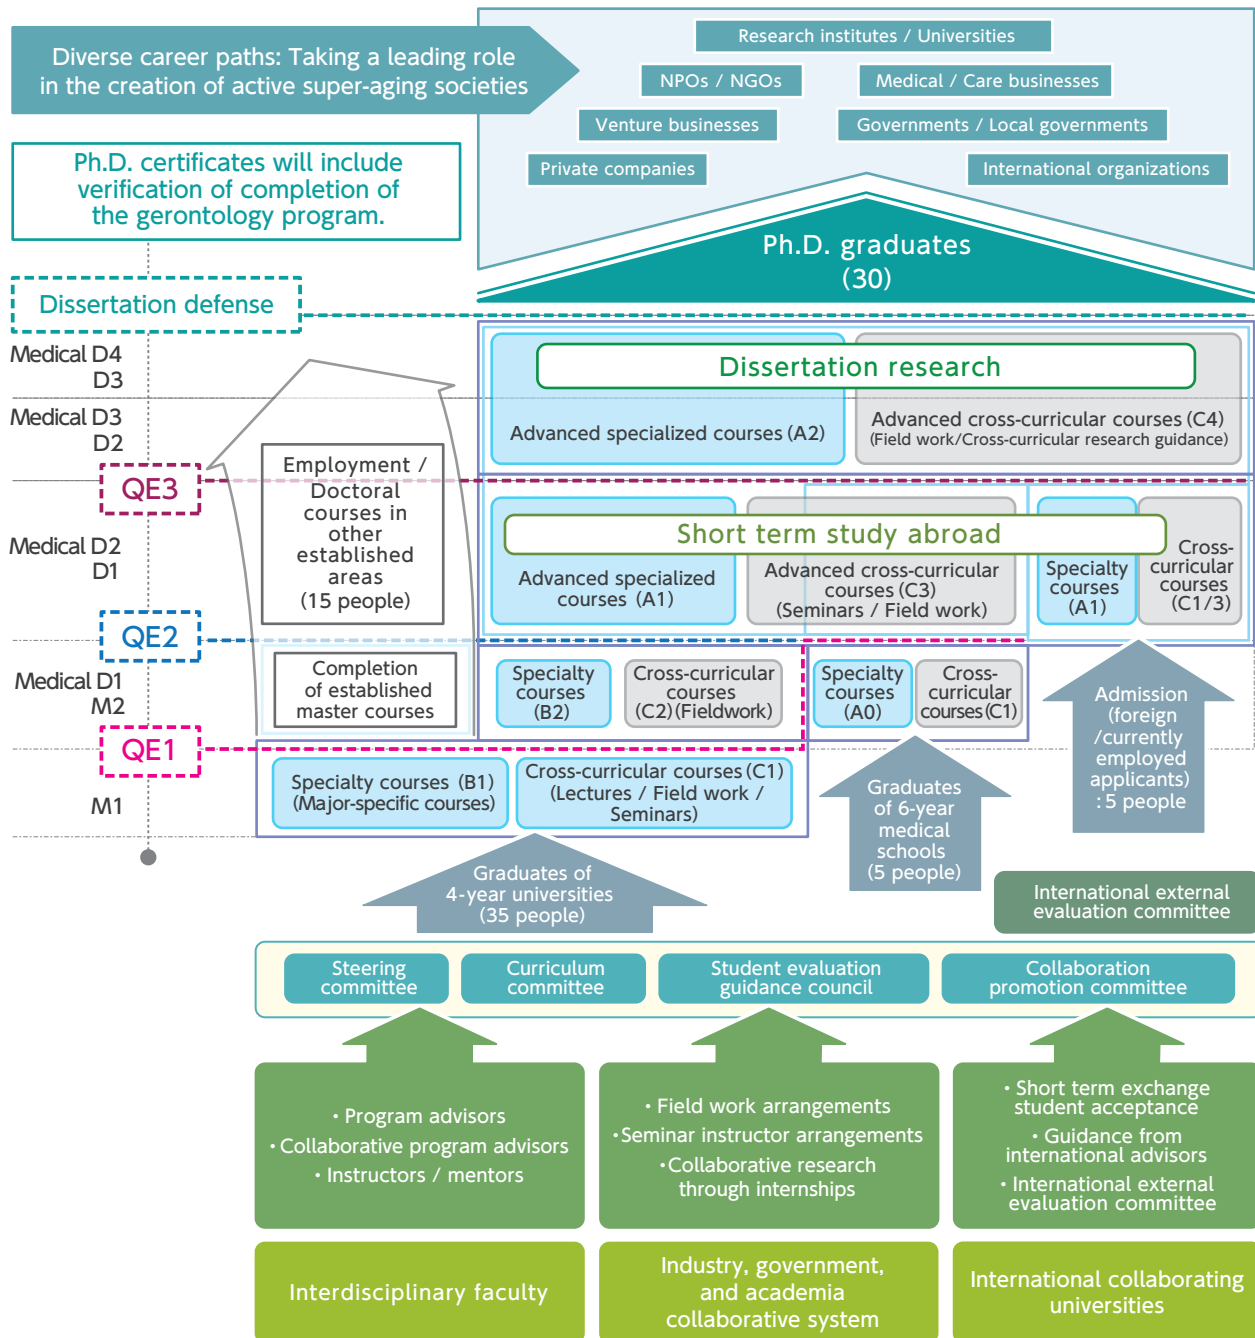 Diverse career paths: Taking a leading role
in the creation of active super-aging societies
Research institutes / Universities
NPOs / NGOs
Medical / Care businesses
Venture businesses
Governments / Local governments
Private companies
International organizations
Ph.D. certificates will include
verification of completion of
the gerontology program.
Ph.D. graduates
(30)
Dissertation defense
Medical D4
D3
Dissertation research
Medical D3
D2
Advanced specialized courses (A2)
Advanced cross-curricular courses (C4)
(Field work/Cross-curricular research guidance)
Employment /
Doctoral
courses in
other
established
areas
(15 people)
QE3
Medical D2
D1
Short term study abroad
Advanced specialized
courses (A1)
Advanced cross-curricular
courses (C3)
(Seminars / Field work)
Specialty
courses
(A1)
Cross-
curricular
courses
(C1/3)
QE2
Medical D1
M2
Completion
of established
master courses
Specialty
courses
(B2)
Cross-curricular
courses
(C2) (Fieldwork)
Specialty
courses
(A0)
Cross-
curricular
courses (C1)
Admission
(foreign
/currently
employed
applicants)
: 5 people
QE1
M1
Specialty courses (B1)
(Major-specific courses)
Cross-curricular courses (C1)
(Lectures / Field work /
Seminars)
Graduates
of 6-year
medical
schools
(5 people)
Graduates of
4-year universities
(35 people)
International external
evaluation committee
Steering
committee
Curriculum
committee
Student evaluation
guidance council
Collaboration
promotion committee
・Program advisors
・Collaborative program advisors
・Instructors / mentors
・Field work arrangements
・Seminar instructor arrangements
・Collaborative research
through internships
・Short term exchange
student acceptance
・Guidance from
international advisors
・International external
evaluation committee
Interdisciplinary faculty
Industry, government,
and academia
collaborative system
International collaborating
universities